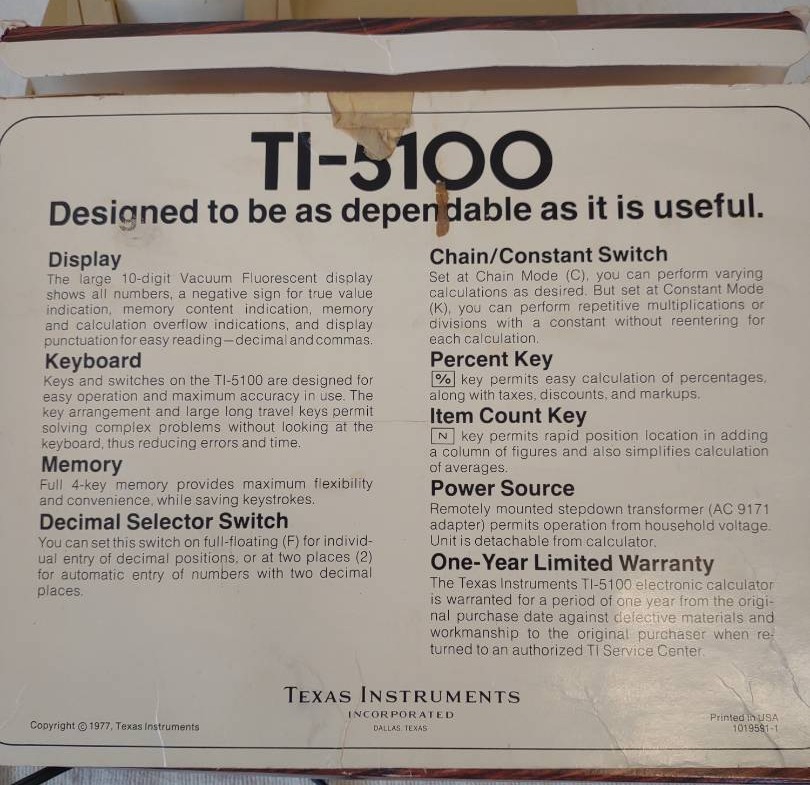 TI-5100
Designed to be as dependable as it is useful.
Display
The large 10-digit Vacuum Fluorescent display
shows all numbers, a negative sign for true value
indication, memory content indication, memory
and calculation overflow indications, and display
punctuation for easy reading—decimal and commas.
Keyboard
Keys and switches on the TI-5100 are designed for
easy operation and maximum accuracy in use. The
key arrangement and large long travel keys permit
solving complex problems without looking at the
keyboard, thus reducing errors and time.
Memory
Full 4-key memory provides maximum flexibility
and convenience, while saving keystrokes.
Decimal Selector Switch
You can set this switch on full-floating (F) for individ-
ual entry of decimal positions, or at two places (2)
for automatic entry of numbers with two decimal
places.
Chain/Constant Switch
Set at Chain Mode (C), you can perform varying
calculations as desired. But set at Constant Mode
(K), you can perform repetitive multiplications or
divisions with a constant without reentering for
each calculation.
Percent Key
% key permits easy calculation of percentages,
along with taxes, discounts, and markups.
Item Count Key
N key permits rapid position location in adding
a column of figures and also simplifies calculation
of averages.
Power Source
Remotely mounted stepdown transformer (AC 9171
adapter) permits operation from household voltage.
Unit is detachable from calculator.
One-Year Limited Warranty
The Texas Instruments TI-5100 electronic calculator
is warranted for a period of one year from the origi-
nal purchase date against defective materials and
workmanship to the original purchaser when re-
turned to an authorized TI Service Center.
TEXAS INSTRUMENTS
INCORPORATED
DALLAS, TEXAS
Copyright © 1977, Texas Instruments
Printed in USA
1019591-1